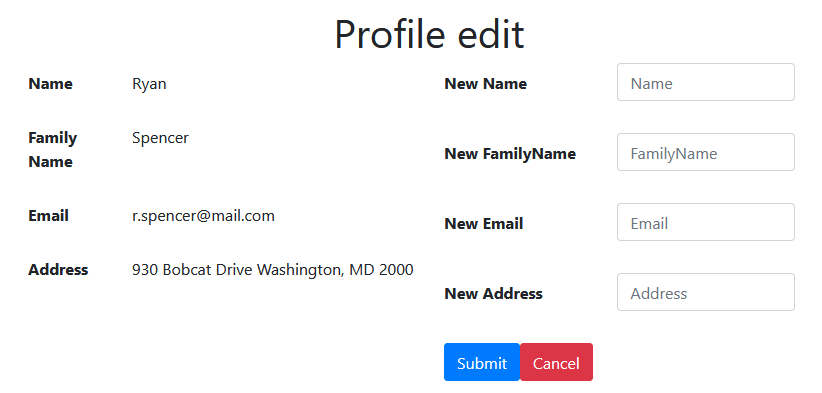 Profile edit
Name Ryan
Family Name Spencer
Email r.spencer@mail.com
Address 930 Bobcat Drive Washington, MD 2000
New Name Name
New FamilyName FamilyName
New Email Email
New Address Address
Submit Cancel